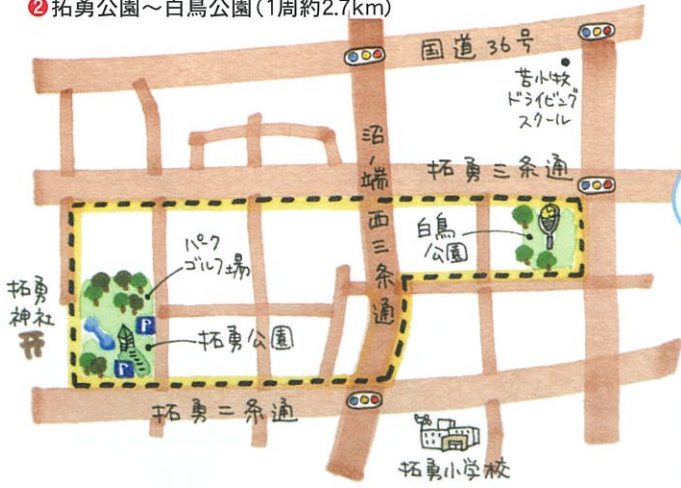 ❷拓勇公園～白鳥公園(1周約2.7km)
国道36号
苫小牧
ドライビング
スクール
沼ノ端西三条通
拓勇三条通
白鳥
公園
パーク
ゴルフ場
拓勇
神社
P
拓勇公園
P
拓勇二条通
拓勇小学校